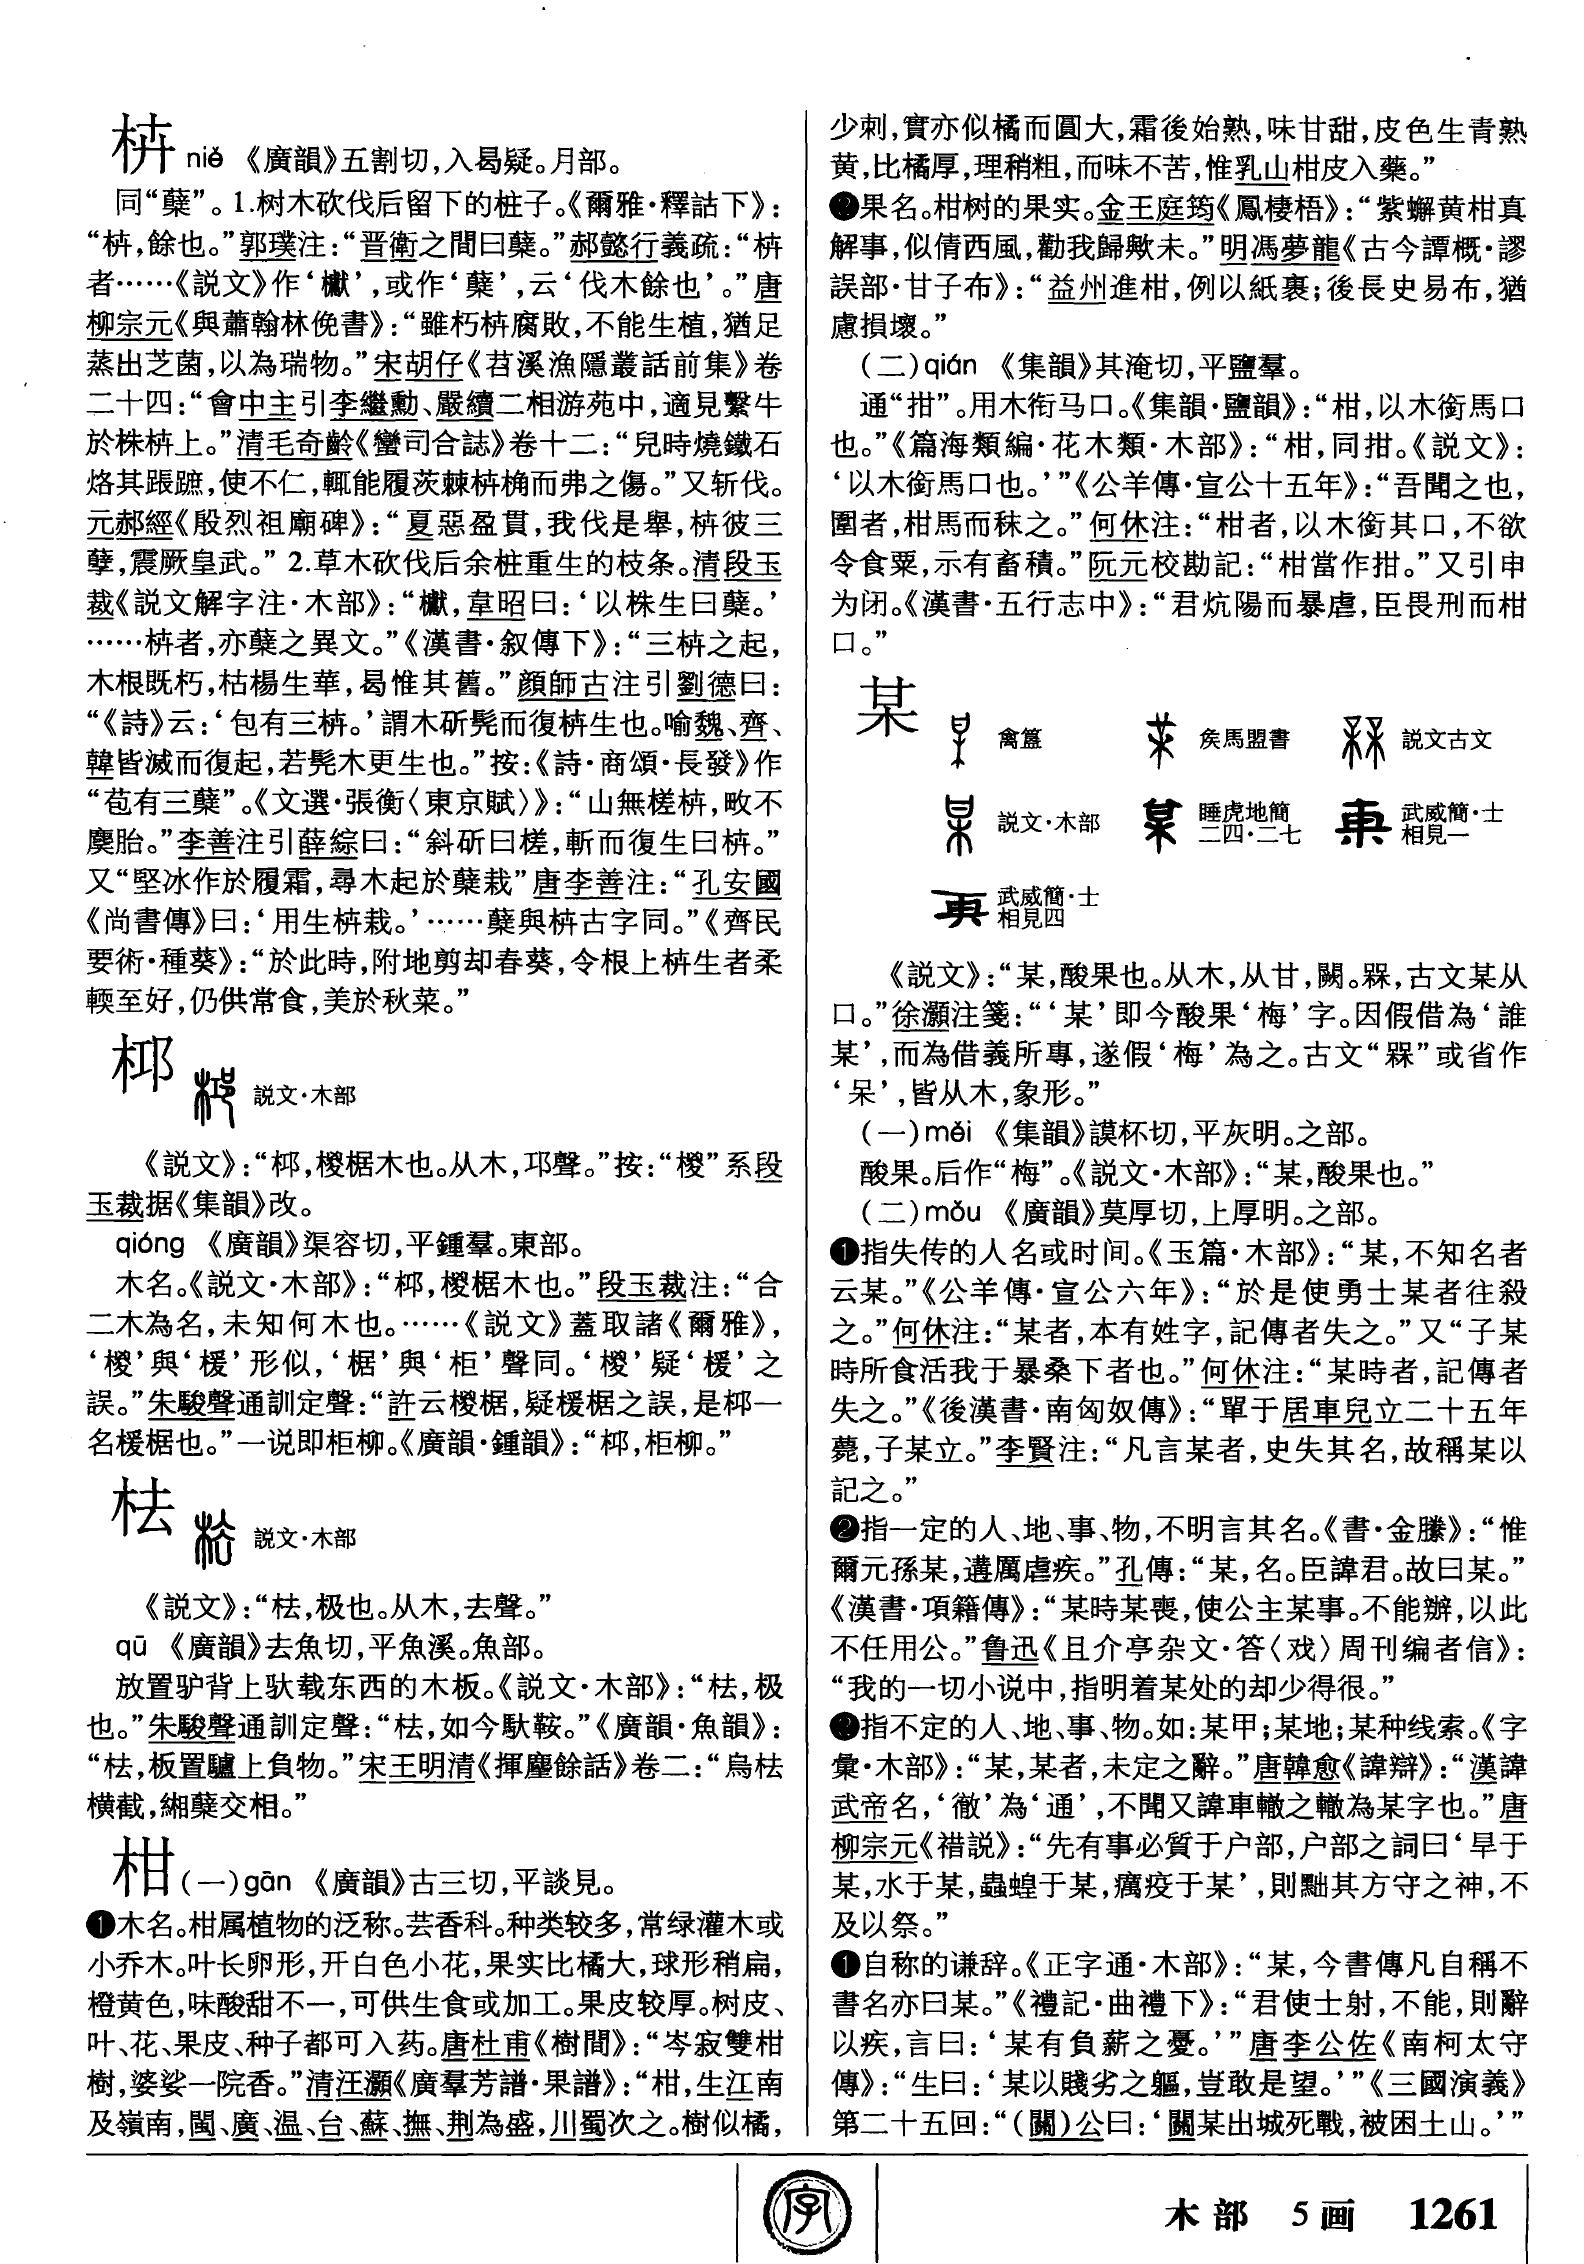 枿 niè 《廣韻》五割切,入曷疑。月部。
同“蘖”。1.树木砍伐后留下的桩子。《爾雅·釋詁下》:
“枿,餘也。”郭璞注:“晋衛之間曰蘖。”郝懿行義疏:“枿
者……《説文》作‘櫱’,或作‘蘖’,云‘伐木餘也’。”唐
柳宗元《與蕭翰林俛書》:“雖朽枿腐敗,不能生植,猶足
蒸出芝菌,以為瑞物。”宋胡仔《苕溪漁隱叢話前集》卷
二十四:“會中主引李繼勳、嚴續二相游苑中,適見繫牛
於株枿上。”清毛奇齡《蠻司合誌》卷十二:“兒時燒鐵石
烙其跟蹠,使不仁,輒能履茨棘枿桷而弗之傷。”又斩伐。
元郝經《殷烈祖廟碑》:“夏惡盈貫,我伐是舉,枿彼三
孽,震厥皇武。” 2.草木砍伐后余桩重生的枝条。清段玉
裁《説文解字注·木部》:“櫱,韋昭曰:‘以株生曰蘖。’
……枿者,亦蘖之異文。”《漢書·叙傳下》:“三枿之起,
木根既朽,枯楊生華,曷惟其舊。”顔師古注引劉德曰:
“《詩》云:‘包有三枿。’謂木斫髡而復枿生也。喻魏、齊、
韓皆滅而復起,若髡木更生也。”按:《詩·商頌·長發》作
“苞有三蘖”。《文選·張衡〈東京賦〉》:“山無槎枿,畋不
麑胎。”李善注引薛綜曰:“斜斫曰槎,斬而復生曰枿。”
又“堅冰作於履霜,尋木起於蘖栽”唐李善注:“孔安國
《尚書傳》曰:‘用生枿栽。’……蘖與枿古字同。”《齊民
要術·種葵》:“於此時,附地剪却春葵,令根上枿生者柔
輭至好,仍供常食,美於秋菜。”
桏 説文·木部
《説文》:“桏,㮨椐木也。从木,邛聲。”按:“㮨”系段
玉裁据《集韻》改。
qióng 《廣韻》渠容切,平鍾羣。東部。
木名。《説文·木部》:“桏,㮨椐木也。”段玉裁注:“合
二木為名,未知何木也。……《説文》蓋取諸《爾雅》,
‘㮨’與‘楥’形似,‘椐’與‘柜’聲同。‘㮨’疑‘楥’之
誤。”朱駿聲通訓定聲:“許云㮨椐,疑楥椐之誤,是桏一
名楥椐也。”一说即柜柳。《廣韻·鍾韻》:“桏,柜柳。”
㭕 説文·木部
《説文》:“㭕,极也。从木,去聲。”
qū 《廣韻》去魚切,平魚溪。魚部。
放置驴背上驮载东西的木板。《説文·木部》:“㭕,极
也。”朱駿聲通訓定聲:“㭕,如今馱鞍。”《廣韻·魚韻》:
“㭕,板置驢上負物。”宋王明清《揮麈餘話》卷二:“烏㭕
横截,緗蘖交相。”
柑 (一)gān 《廣韻》古三切,平談見。
❶木名。柑属植物的泛称。芸香科。种类较多,常绿灌木或
小乔木。叶长卵形,开白色小花,果实比橘大,球形稍扁,
橙黄色,味酸甜不一,可供生食或加工。果皮较厚。树皮、
叶、花、果皮、种子都可入药。唐杜甫《樹間》:“岑寂雙柑
樹,婆娑一院香。”清汪灝《廣羣芳譜·果譜》:“柑,生江南
及嶺南,閩、廣、温、台、蘇、撫、荆為盛,川蜀次之。樹似橘,
少刺,實亦似橘而圓大,霜後始熟,味甘甜,皮色生青熟
黄,比橘厚,理稍粗,而味不苦,惟乳山柑皮入藥。”
❷果名。柑树的果实。金王庭筠《鳳棲梧》:“紫蠏黄柑真
解事,似倩西風,勸我歸歟未。”明馮夢龍《古今譚概·謬
誤部·甘子布》:“益州進柑,例以紙裹;後長史易布,猶
慮損壞。”
(二)qián 《集韻》其淹切,平鹽羣。
通“拑”。用木衔马口。《集韻·鹽韻》:“柑,以木銜馬口
也。”《篇海類編·花木類·木部》:“柑,同拑。《説文》:
‘以木銜馬口也。’”《公羊傳·宣公十五年》:“吾聞之也,
圍者,柑馬而秣之。”何休注:“柑者,以木銜其口,不欲
令食粟,示有畜積。”阮元校勘記:“柑當作拑。”又引申
为闭。《漢書·五行志中》:“君炕陽而暴虐,臣畏刑而柑
口。”
某 禽簋 矦馬盟書 説文古文
説文·木部 睡虎地簡二四·二七 武威簡·士相見一
武威簡·士相見四
《説文》:“某,酸果也。从木,从甘,闕。槑,古文某从
口。”徐灝注箋:“‘某’即今酸果‘梅’字。因假借為‘誰
某’,而為借義所專,遂假‘梅’為之。古文“槑”或省作
‘呆’,皆从木,象形。”
(一)méi 《集韻》謨杯切,平灰明。之部。
酸果。后作“梅”。《説文·木部》:“某,酸果也。”
(二)mǒu 《廣韻》莫厚切,上厚明。之部。
❶指失传的人名或时间。《玉篇·木部》:“某,不知名者
云某。”《公羊傳·宣公六年》:“於是使勇士某者往殺
之。”何休注:“某者,本有姓字,記傳者失之。”又“子某
時所食活我于暴桑下者也。”何休注:“某時者,記傳者
失之。”《後漢書·南匈奴傳》:“單于居車兒立二十五年
薨,子某立。”李賢注:“凡言某者,史失其名,故稱某以
記之。”
❷指一定的人、地、事、物,不明言其名。《書·金縢》:“惟
爾元孫某,遘厲虐疾。”孔傳:“某,名。臣諱君。故曰某。”
《漢書·項籍傳》:“某時某喪,使公主某事。不能辦,以此
不任用公。”鲁迅《且介亭杂文·答〈戏〉周刊编者信》:
“我的一切小说中,指明着某处的却少得很。”
❸指不定的人、地、事、物。如:某甲;某地;某种线索。《字
彙·木部》:“某,某者,未定之辭。”唐韓愈《諱辯》:“漢諱
武帝名,‘徹’為‘通’,不聞又諱車轍之轍為某字也。”唐
柳宗元《䄍説》:“先有事必質于户部,户部之詞曰‘旱于
某,水于某,蟲蝗于某,癘疫于某’,則黜其方守之神,不
及以祭。”
❶自称的谦辞。《正字通·木部》:“某,今書傳凡自稱不
書名亦曰某。”《禮記·曲禮下》:“君使士射,不能,則辭
以疾,言曰:‘某有負薪之憂。’”唐李公佐《南柯太守
傳》:“生曰:‘某以賤劣之軀,豈敢是望。’”《三國演義》
第二十五回:“(關)公曰:‘關某出城死戰,被困土山。’”
字
木部 5画 1261